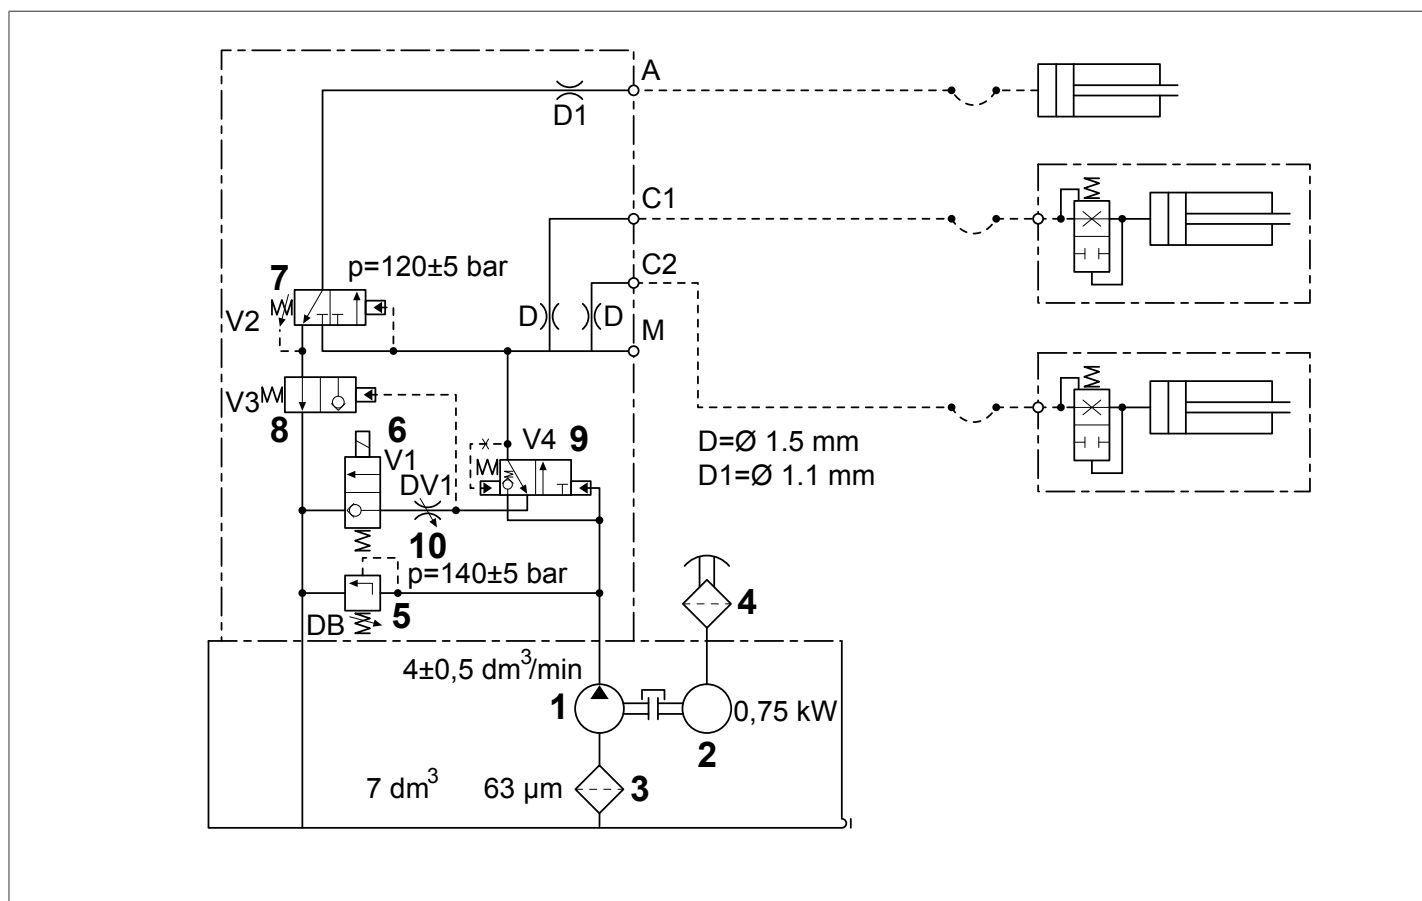 A
D1
C1
p=120±5 bar
7
C2
V2
D
D
M
V3
8
6
V4
9
V1
D=Ø 1.5 mm
D1=Ø 1.1 mm
DV1
10
p=140±5 bar
5
4
DB
4±0,5 dm³/min
1
0,75 kW
2
7 dm³
63 µm
3